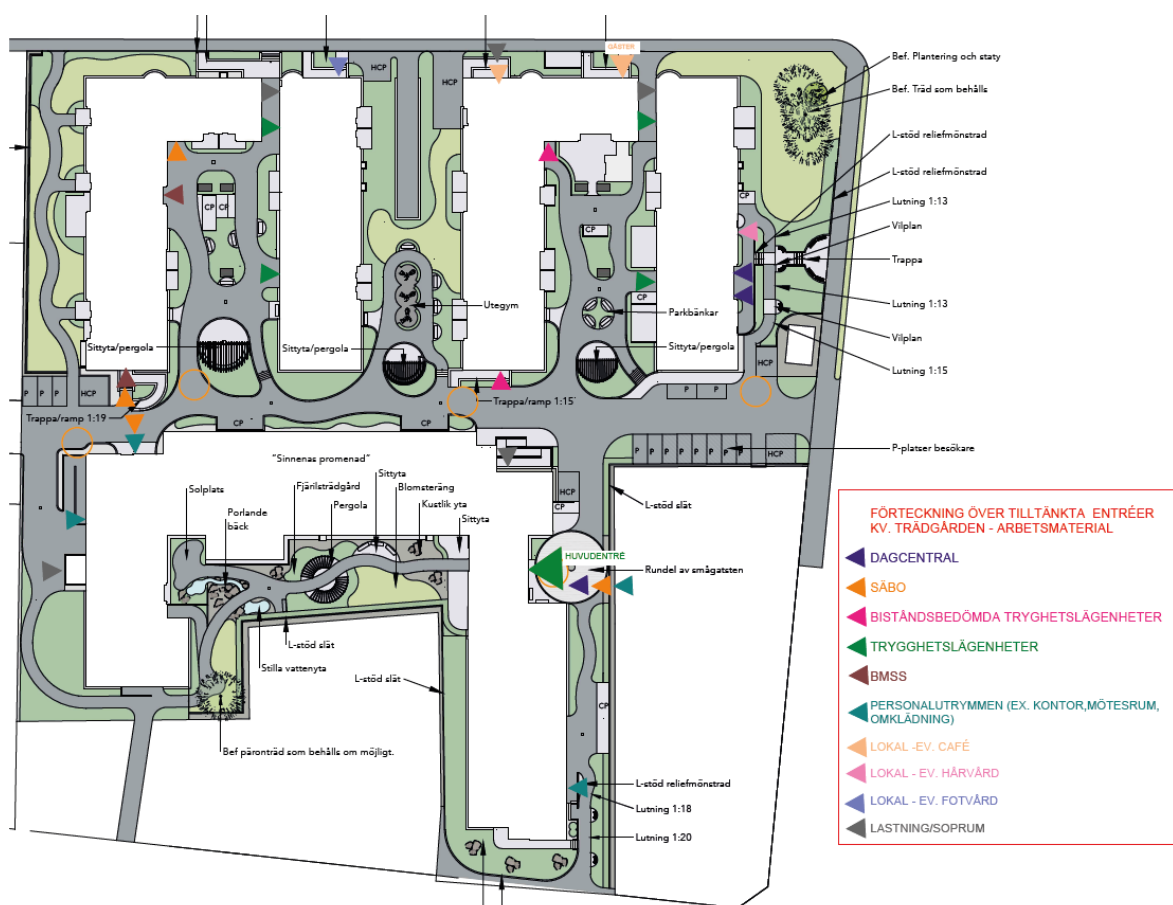 GÄSTER
HCP
HCP
HCP
Bef. Plantering och staty
Bef. Träd som behålls
L-stöd reliefmönstrad
L-stöd reliefmönstrad
Lutning 1:13
Vilplan
Trappa
Lutning 1:13
Vilplan
Lutning 1:15
CP
CP
CP
CP
Utegym
Parkbänkar
Sittyta/pergola
Sittyta/pergola
Sittyta/pergola
P
P
P
HCP
Trappa/ramp 1:19
Trappa/ramp 1:15
P
P
HCP
CP
CP
P
P
P
P
P
P
P
P
HCP
P-platser besökare
"Sinnenas promenad"
Solplats
Porlande
bäck
Fjärilsträdgård
Pergola
Sittyta
Blomsteräng
Kustlik yta
Sittyta
HCP
CP
L-stöd slät
HUVUDENTRÉ
Rundel av smågatsten
L-stöd slät
Stilla vattenyta
L-stöd slät
CP
Bef päronträd som behålls om möjligt.
L-stöd reliefmönstrad
Lutning 1:18
Lutning 1:20
FÖRTECKNING ÖVER TILLTÄNKTA ENTRÉER
KV. TRÄDGÅRDEN - ARBETSMATERIAL
DAGCENTRAL
SÄBO
BISTÅNDSBEDÖMDA TRYGHETSLÄGENHETER
TRYGGHETSLÄGENHETER
BMSS
PERSONALUTRYMMEN (EX. KONTOR,MÖTESRUM,
OMKLÄDNING)
LOKAL -EV. CAFÉ
LOKAL - EV. HÅRVÅRD
LOKAL - EV. FOTVÅRD
LASTNING/SOPRUM